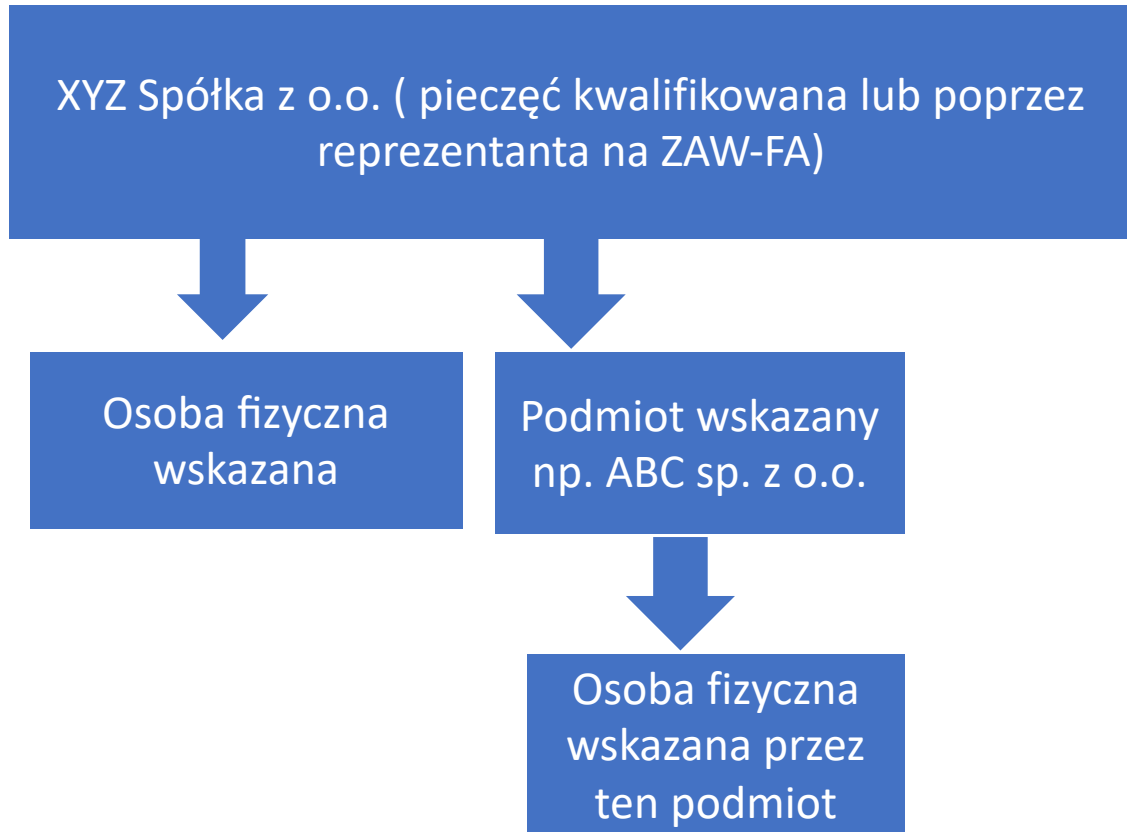 XYZ Spółka z o.o. ( pieczęć kwalifikowana lub poprzez
reprezentanta na ZAW-FA)
Osoba fizyczna
wskazana
Podmiot wskazany
np. ABC sp. z o.o.
Osoba fizyczna
wskazana przez
ten podmiot